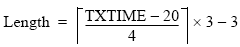 Length = ⌈(TXTIME – 20)/4⌉ × 3 – 3